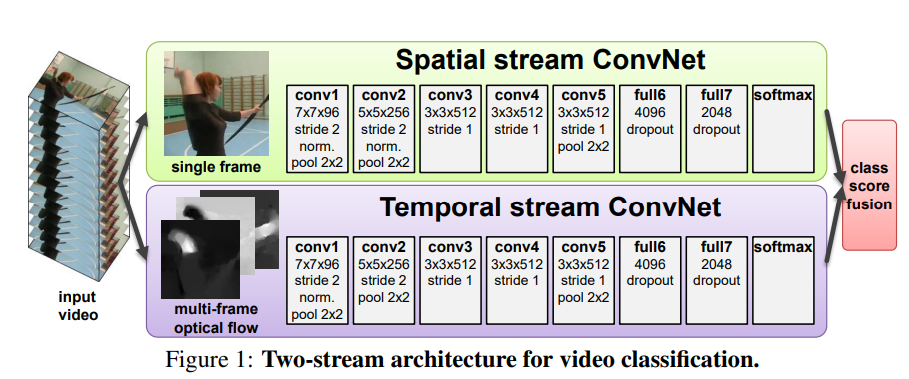 Spatial stream ConvNet
single frame
conv1
7x7x96
stride 2
norm.
pool 2x2
conv2
5x5x256
stride 2
norm.
pool 2x2
conv3
3x3x512
stride 1
conv4
3x3x512
stride 1
conv5
3x3x512
stride 1
pool 2x2
full6
4096
dropout
full7
2048
dropout
softmax
input
video
Temporal stream ConvNet
multi-frame
optical flow
conv1
7x7x96
stride 2
norm.
pool 2x2
conv2
5x5x256
stride 2
pool 2x2
conv3
3x3x512
stride 1
conv4
3x3x512
stride 1
conv5
3x3x512
stride 1
pool 2x2
full6
4096
dropout
full7
2048
dropout
softmax
class
score
fusion
Figure 1: Two-stream architecture for video classification.